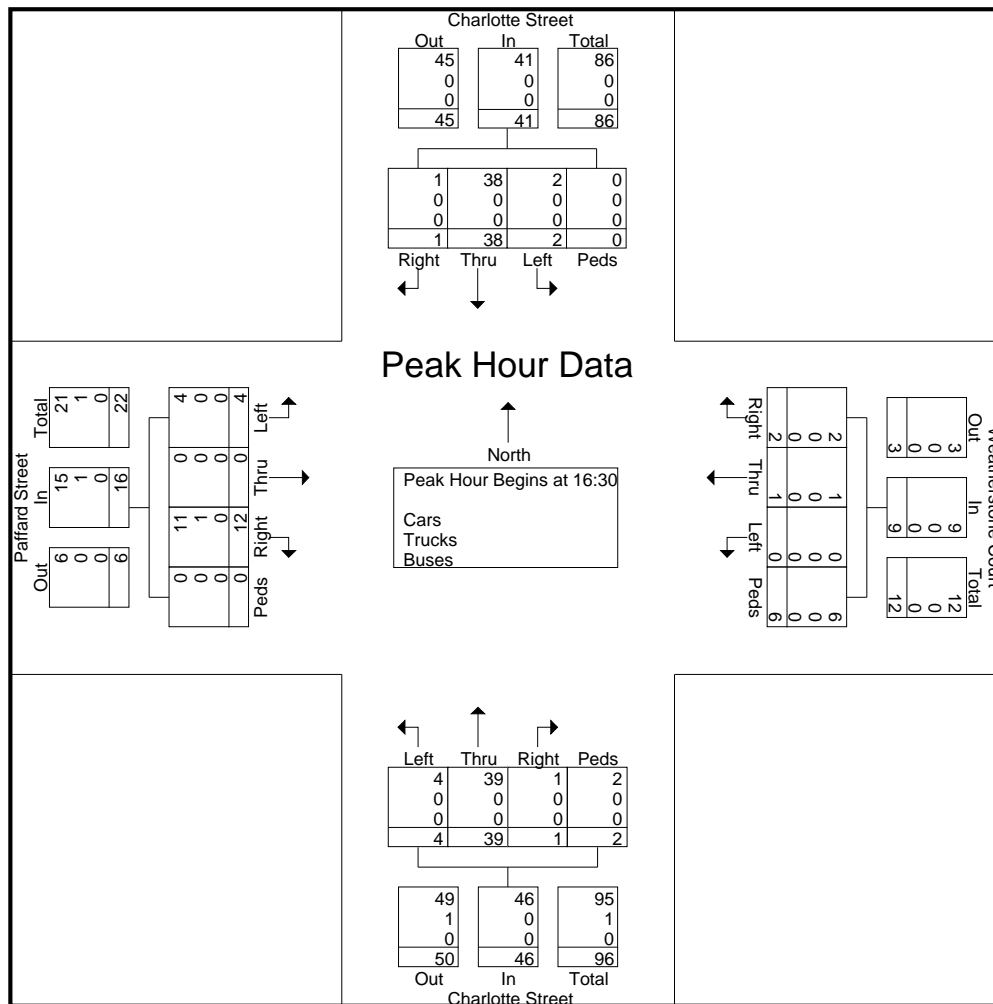 Charlotte Street
Out In Total
45 41 86
0 0 0
0 0 0
45 41 86
1 38 2 0
0 0 0 0
0 0 0 0
1 38 2 0
Right Thru Left Peds
Peak Hour Data
North
Peak Hour Begins at 16:30
Cars
Trucks
Buses
Paffard Street
Out In Total
6 15 21
0 1 1
0 0 0
6 16 22
0 11 0 4
0 1 0 0
0 0 0 0
0 12 0 4
Peds Right Thru Left
Right Thru Left Peds
2 1 0 6
0 0 0 0
0 0 0 0
2 1 0 6
Out In Total
3 9 12
0 0 0
0 0 0
3 9 12
Left Thru Right Peds
4 39 1 2
0 0 0 0
0 0 0 0
4 39 1 2
49 46 95
1 0 1
0 0 0
50 46 96
Out In Total
Charlotte Street